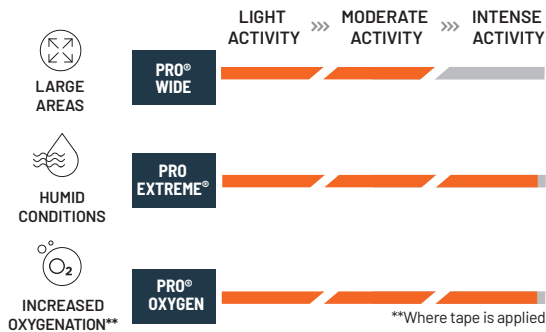 LIGHT
ACTIVITY
>>>
MODERATE
ACTIVITY
>>>
INTENSE
ACTIVITY
LARGE
AREAS
PRO®
WIDE
HUMID
CONDITIONS
PRO
EXTREME®
O₂
INCREASED
OXYGENATION**
PRO®
OXYGEN
**Where tape is applied